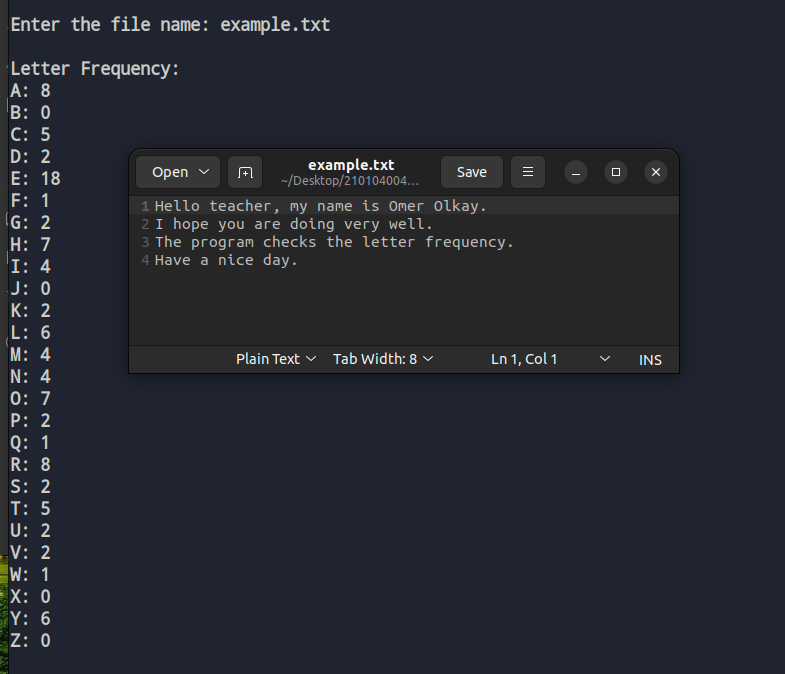 Enter the file name: example.txt
Letter Frequency:
A: 8
B: 0
C: 5
D: 2
E: 18
F: 1
G: 2
H: 7
I: 4
J: 0
K: 2
L: 6
M: 4
N: 4
O: 7
P: 2
Q: 1
R: 8
S: 2
T: 5
U: 2
V: 2
W: 1
X: 0
Y: 6
Z: 0
Open
example.txt
~/Desktop/210104004...
Save
1 Hello teacher, my name is Omer Olkay.
2 I hope you are doing very well.
3 The program checks the letter frequency.
4 Have a nice day.
Plain Text Tab Width: 8 Ln 1, Col 1 INS